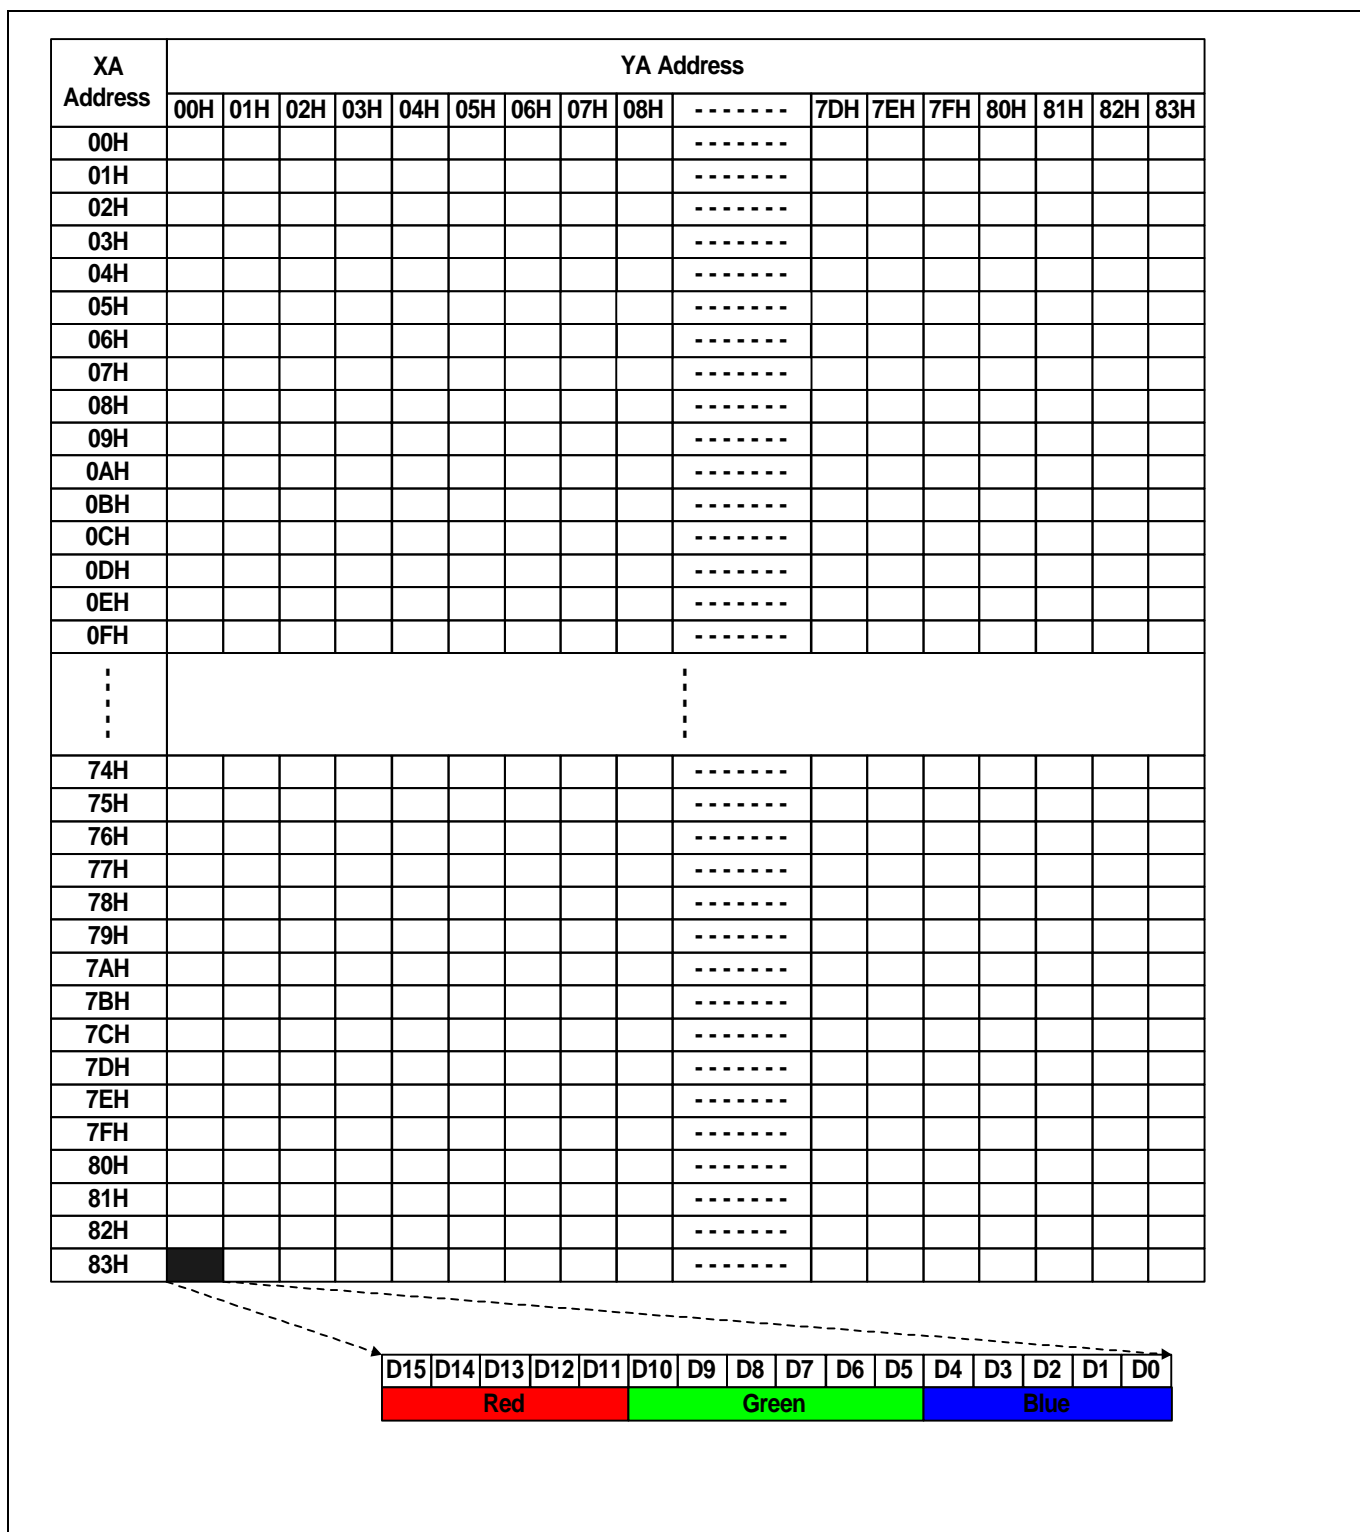 XA Address YA Address
00H 01H 02H 03H 04H 05H 06H 07H 08H - - - - - - - 7DH 7EH 7FH 80H 81H 82H 83H
00H - - - - - - -
01H - - - - - - -
02H - - - - - - -
03H - - - - - - -
04H - - - - - - -
05H - - - - - - -
06H - - - - - - -
07H - - - - - - -
08H - - - - - - -
09H - - - - - - -
0AH - - - - - - -
0BH - - - - - - -
0CH - - - - - - -
0DH - - - - - - -
0EH - - - - - - -
0FH - - - - - - -
74H - - - - - - -
75H - - - - - - -
76H - - - - - - -
77H - - - - - - -
78H - - - - - - -
79H - - - - - - -
7AH - - - - - - -
7BH - - - - - - -
7CH - - - - - - -
7DH - - - - - - -
7EH - - - - - - -
7FH - - - - - - -
80H - - - - - - -
81H - - - - - - -
82H - - - - - - -
83H - - - - - - -
D15 D14 D13 D12 D11 D10 D9 D8 D7 D6 D5 D4 D3 D2 D1 D0
Red Green Blue